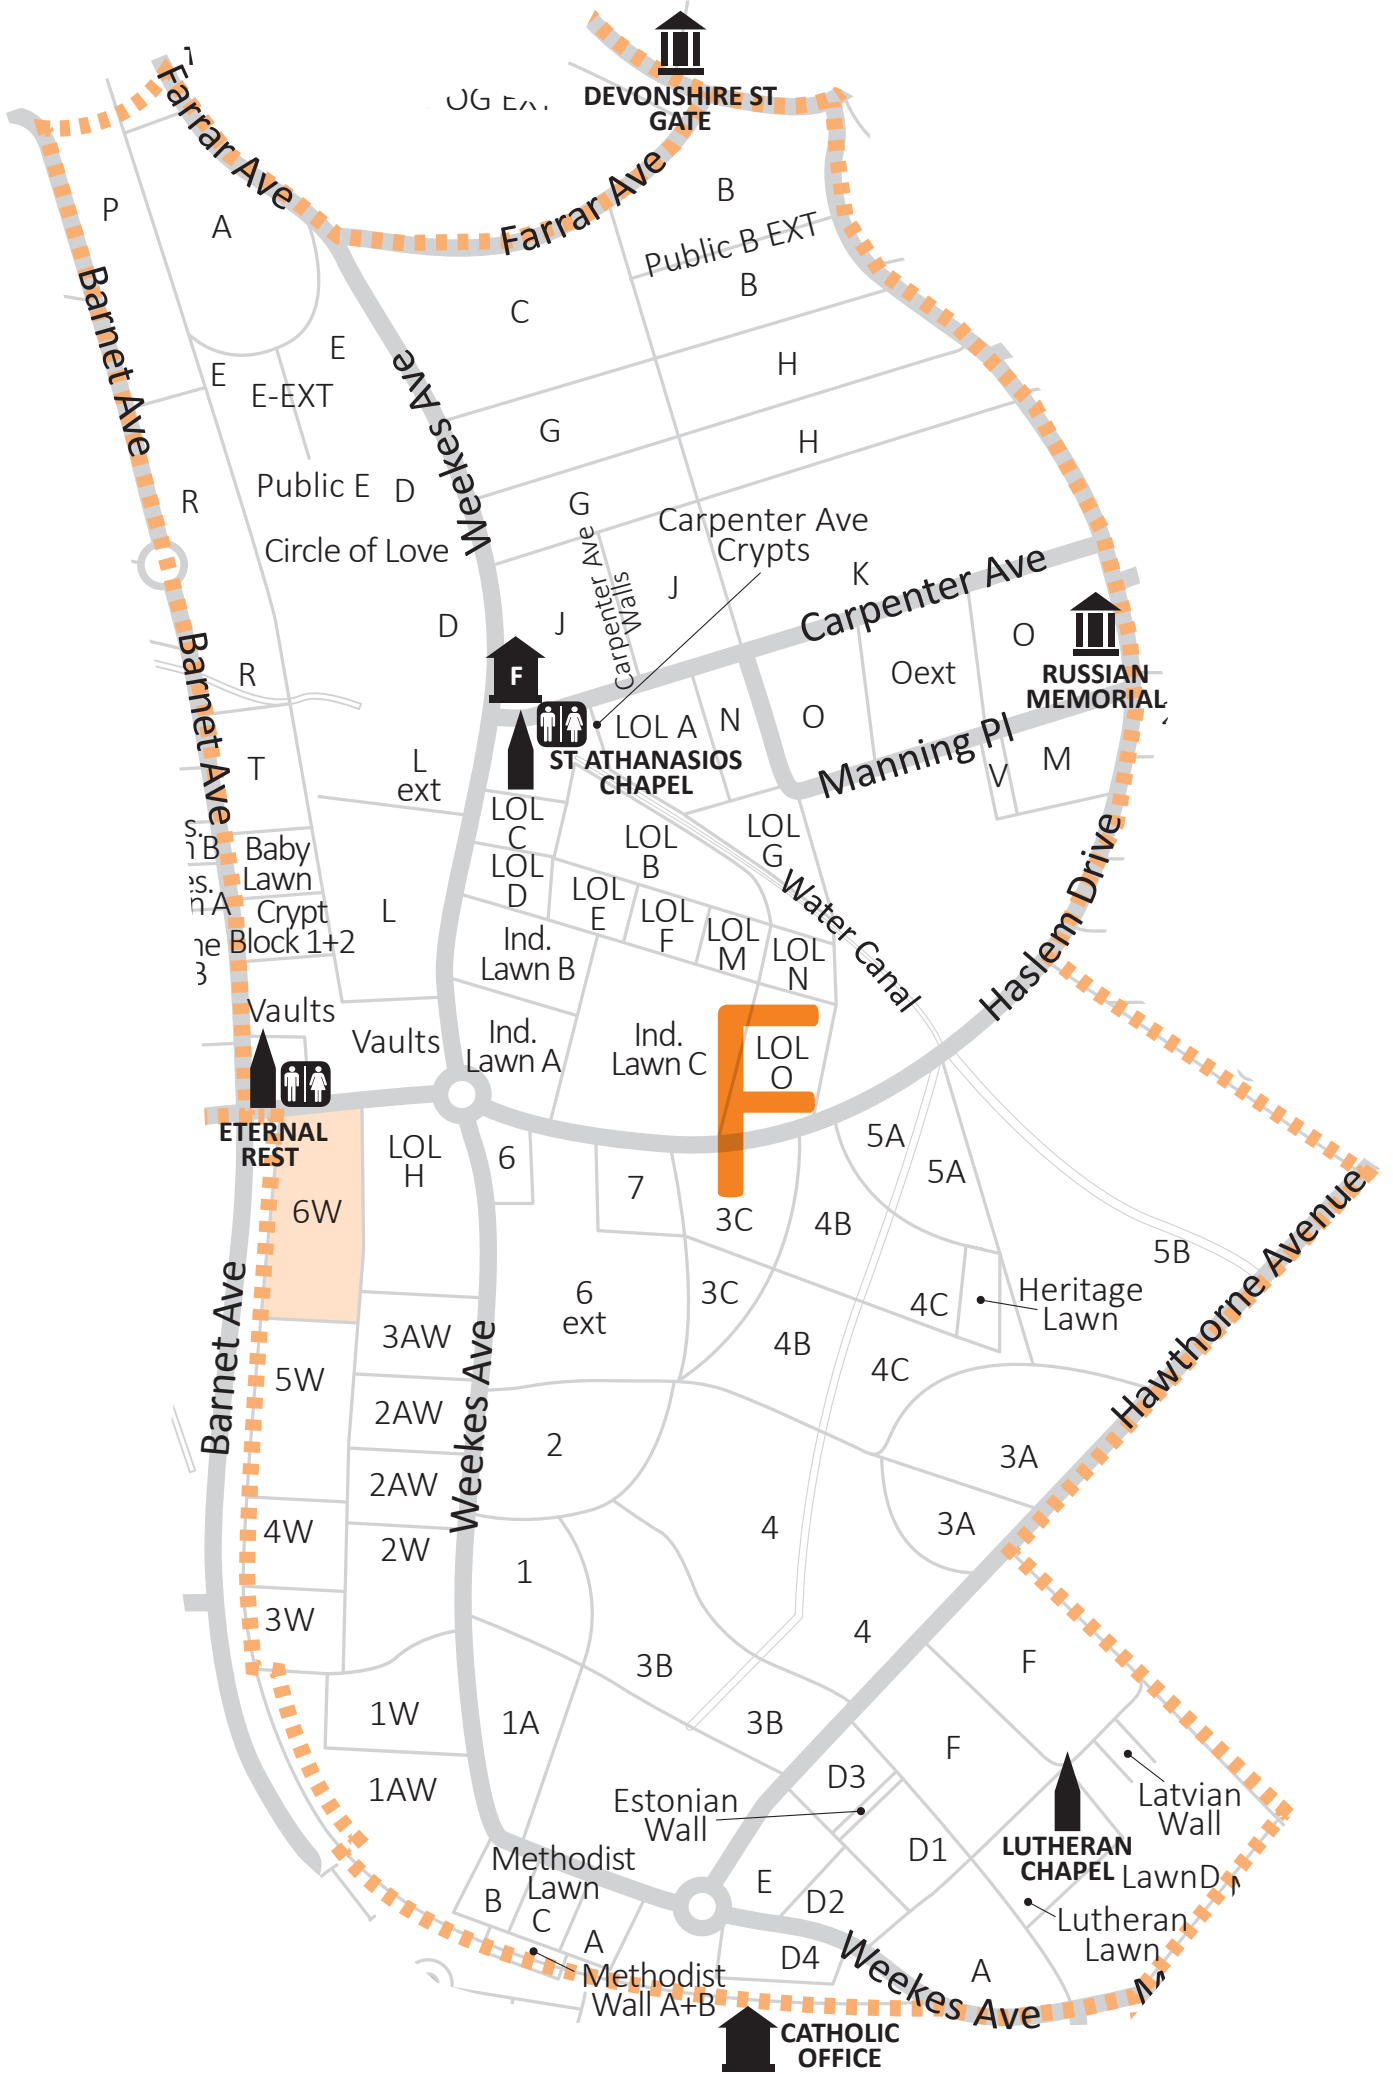 DEVONSHIRE ST
GATE
Farrar Ave
Farrar Ave
P
A
B
Public B EXT
B
Barnet Ave
C
E
E
E-EXT
H
Weekes Ave
G
H
Public E
D
R
G
Carpenter Ave
Crypts
Circle of Love
Carpenter Ave
Walls
J
J
K
Carpenter Ave
D
F
O
Oext
RUSSIAN
MEMORIAL
Barnet Ave
R
LOL A
N
O
Manning Pl
V
M
ST ATHANASIOS
CHAPEL
T
L
ext
LOL
C
LOL
B
LOL
G
Baby
Lawn
LOL
D
LOL
E
LOL
F
LOL
M
LOL
N
Water Canal
Haslem Drive
Crypt
Block 1+2
L
Ind.
Lawn B
Vaults
Vaults
Ind.
Lawn A
Ind.
Lawn C
F
LOL
O
ETERNAL
REST
LOL
H
6
7
5A
5A
6W
3C
4B
5B
Hawthorne Avenue
Barnet Ave
6
ext
3C
4C
Heritage
Lawn
3AW
4B
4C
5W
Weekes Ave
2AW
2
3A
2AW
4W
2W
4
3A
1
3W
4
3B
F
1W
1A
3B
F
1AW
D3
Estonian
Wall
Latvian
Wall
D1
LUTHERAN
CHAPEL
LawnD
Methodist
Lawn
B
C
A
E
D2
Lutheran
Lawn
D4
Weekes Ave
A
Methodist
Wall A+B
CATHOLIC
OFFICE